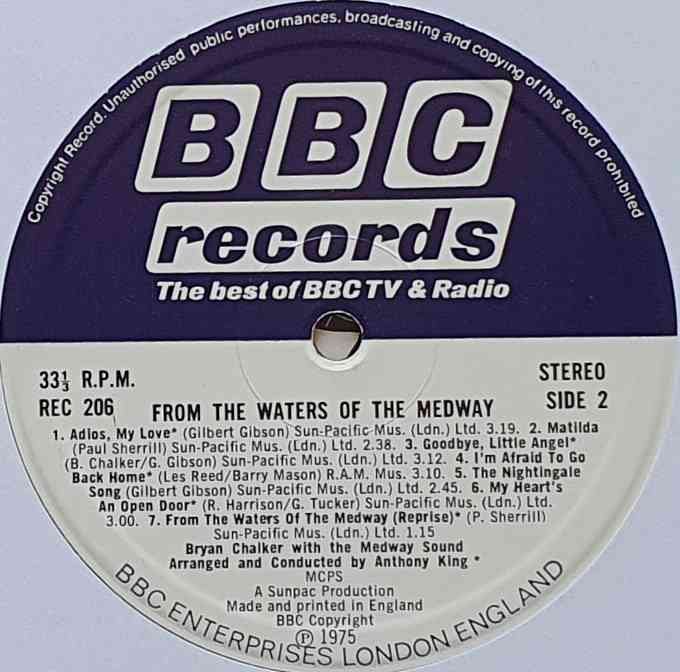 Copyright Record. Unauthorised public performances, broadcasting and copying of this record prohibited
BBC
records
The best of BBC TV & Radio
33⅓ R.P.M.
STEREO
REC 206
SIDE 2
FROM THE WATERS OF THE MEDWAY
1. Adios, My Love* (Gilbert Gibson) Sun-Pacific Mus. (Ldn.) Ltd. 3.19. 2. Matilda
(Paul Sherrill) Sun-Pacific Mus. (Ldn.) Ltd. 2.38. 3. Goodbye, Little Angel*
(B. Chalker/G. Gibson) Sun-Pacific Mus. (Ldn.) Ltd. 3.12. 4. I'm Afraid To Go
Back Home* (Les Reed/Barry Mason) R.A.M. Mus. 3.10. 5. The Nightingale
Song (Gilbert Gibson) Sun-Pacific Mus. (Ldn.) Ltd. 2.45. 6. My Heart's
An Open Door* (R. Harrison/G. Tucker) Sun-Pacific Mus. (Ldn.) Ltd.
3.00. 7. From The Waters Of The Medway (Reprise)* (P. Sherrill)
Sun-Pacific Mus. (Ldn.) Ltd. 1.15
Bryan Chalker with the Medway Sound
Arranged and Conducted by Anthony King *
MCPS
A Sunpac Production
Made and printed in England
BBC Copyright
℗ 1975
BBC ENTERPRISES LONDON ENGLAND